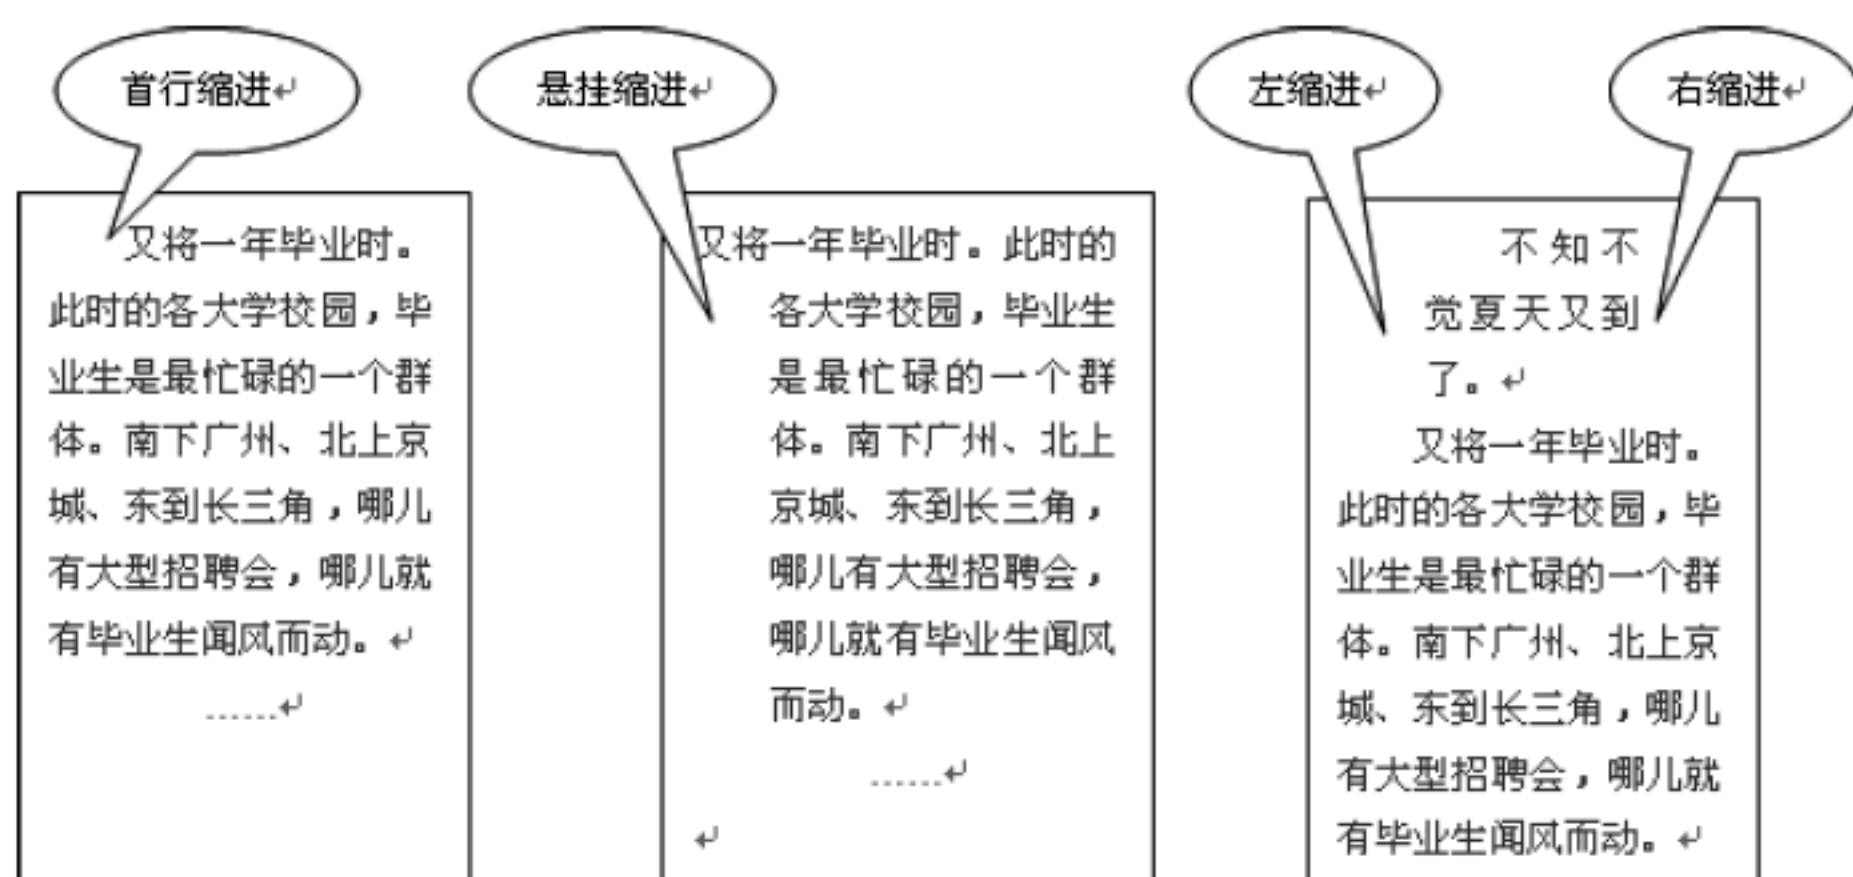 首行缩进↵
悬挂缩进↵
左缩进↵
右缩进↵
又将一年毕业时。
此时的各大学校园，毕
业生是最忙碌的一个群
体。南下广州、北上京
城、东到长三角，哪儿
有大型招聘会，哪儿就
有毕业生闻风而动。↵
......↵
又将一年毕业时。此时的
各大学校园，毕业生
是最忙碌的一个群
体。南下广州、北上
京城、东到长三角，
哪儿有大型招聘会，
哪儿就有毕业生闻风
而动。↵
......↵
↵
不知不
觉夏天又到
了。↵
又将一年毕业时。
此时的各大学校园，毕
业生是最忙碌的一个群
体。南下广州、北上京
城、东到长三角，哪儿
有大型招聘会，哪儿就
有毕业生闻风而动。↵